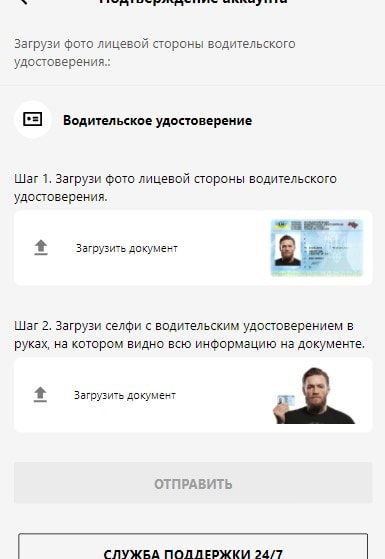 Подтверждение аккаунта
Загрузи фото лицевой стороны водительского
удостоверения.:
Водительское удостоверение
Шаг 1. Загрузи фото лицевой стороны водительского
удостоверения.
Загрузить документ
Шаг 2. Загрузи селфи с водительским удостоверением в
руках, на котором видно всю информацию на документе.
Загрузить документ
ОТПРАВИТЬ
СЛУЖБА ПОДДЕРЖКИ 24/7